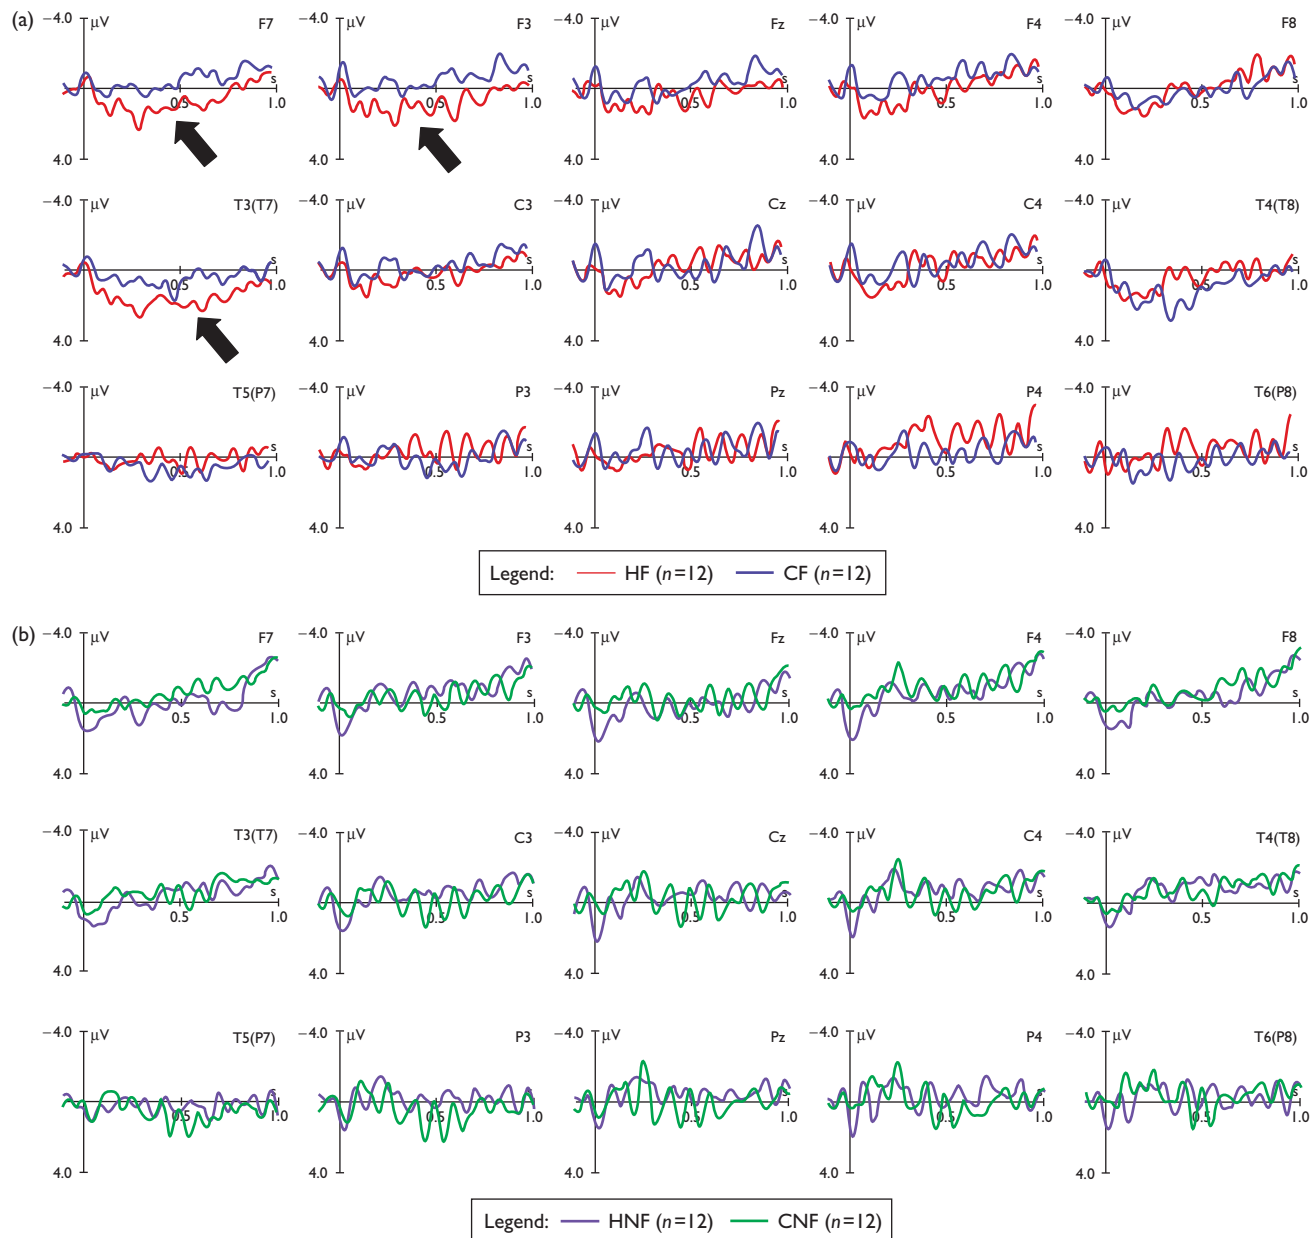 (a)
−4.0 µV F7 s 0.5 1.0 4.0
F3 s 0.5 1.0 4.0
−4.0 µV Fz s 0.5 1.0 4.0
−4.0 µV F4 s 0.5 1.0 4.0
−4.0 µV F8 s 0.5 1.0 4.0
−4.0 µV T3(T7) s 0.5 1.0 4.0
−4.0 µV C3 s 0.5 1.0 4.0
−4.0 µV Cz s 0.5 1.0 4.0
−4.0 µV C4 s 0.5 1.0 4.0
−4.0 µV T4(T8) s 0.5 1.0 4.0
−4.0 µV T5(P7) s 0.5 1.0 4.0
−4.0 µV P3 s 0.5 1.0 4.0
−4.0 µV Pz s 0.5 1.0 4.0
−4.0 µV P4 s 0.5 1.0 4.0
−4.0 µV T6(P8) s 0.5 1.0 4.0
Legend: HF (n=12) CF (n=12)
(b)
−4.0 µV F7 s 0.5 1.0 4.0
−4.0 µV F3 s 0.5 1.0 4.0
−4.0 µV Fz s 0.5 1.0 4.0
−4.0 µV F4 s 0.5 1.0 4.0
−4.0 µV F8 s 0.5 1.0 4.0
−4.0 µV T3(T7) s 0.5 1.0 4.0
−4.0 µV C3 s 0.5 1.0 4.0
−4.0 µV Cz s 0.5 1.0 4.0
−4.0 µV C4 s 0.5 1.0 4.0
−4.0 µV T4(T8) s 0.5 1.0 4.0
−4.0 µV T5(P7) s 0.5 1.0 4.0
−4.0 µV P3 s 0.5 1.0 4.0
−4.0 µV Pz s 0.5 1.0 4.0
−4.0 µV P4 s 0.5 1.0 4.0
−4.0 µV T6(P8) s 0.5 1.0 4.0
Legend: HNF (n=12) CNF (n=12)